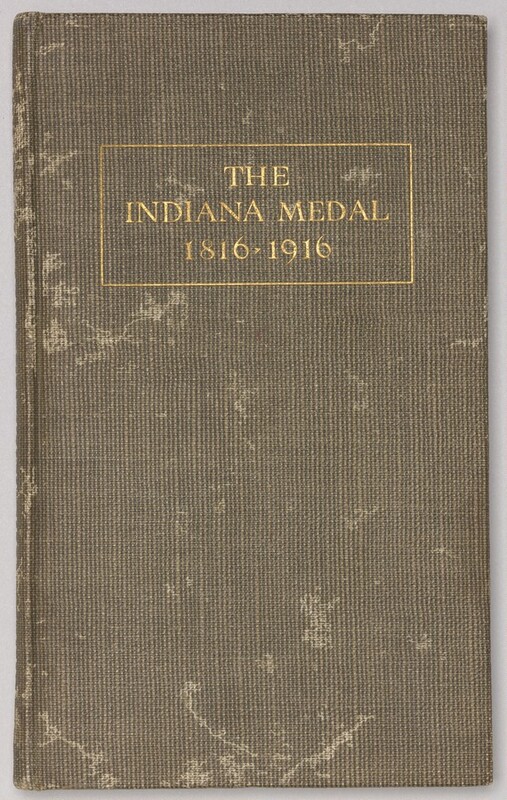 THE
INDIANA MEDAL
1816-1916